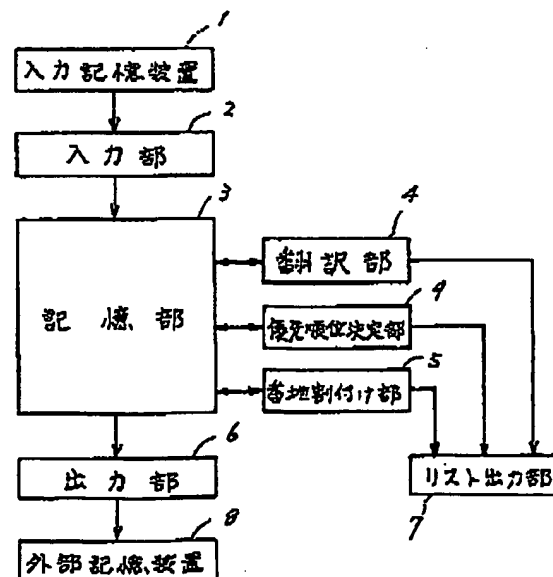 1
入力記憶装置
2
入力部
3
記憶部
4
翻訳部
9
優先順位決定部
5
番地割付け部
6
出力部
リスト出力部
7
8
外部記憶装置